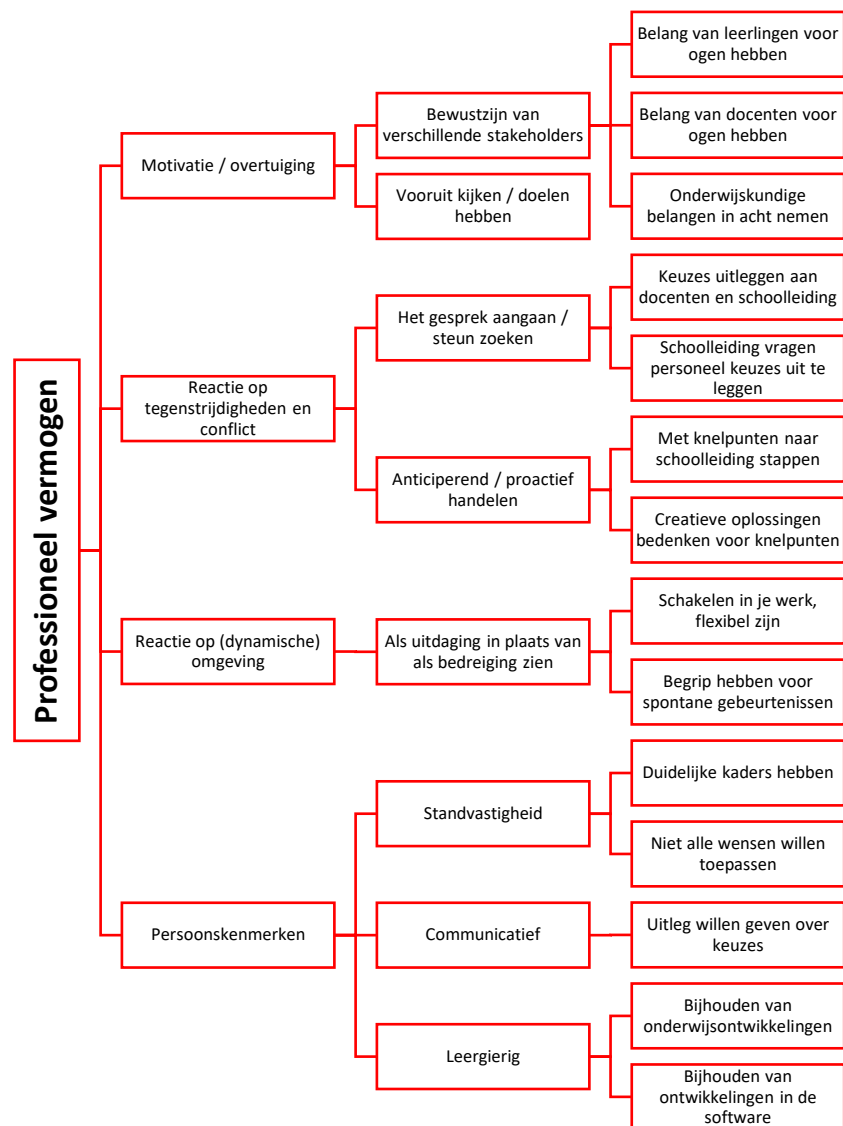 Professioneel vermogen
Motivatie / overtuiging
Bewustzijn van
verschillende stakeholders
Belang van leerlingen voor
ogen hebben
Belang van docenten voor
ogen hebben
Onderwijskundige
belangen in acht nemen
Vooruit kijken / doelen
hebben
Reactie op
tegenstrijdigheden en
conflict
Het gesprek aangaan /
steun zoeken
Keuzes uitleggen aan
docenten en schoolleiding
Schoolleiding vragen
personeel keuzes uit te
leggen
Anticiperend / proactief
handelen
Met knelpunten naar
schoolleiding stappen
Creatieve oplossingen
bedenken voor knelpunten
Reactie op (dynamische)
omgeving
Als uitdaging in plaats van
als bedreiging zien
Schakelen in je werk,
flexibel zijn
Begrip hebben voor
spontane gebeurtenissen
Persoonskenmerken
Standvastigheid
Duidelijke kaders hebben
Niet alle wensen willen
toepassen
Communicatief
Uitleg willen geven over
keuzes
Leergierig
Bijhouden van
onderwijsontwikkelingen
Bijhouden van
ontwikkelingen in de
software